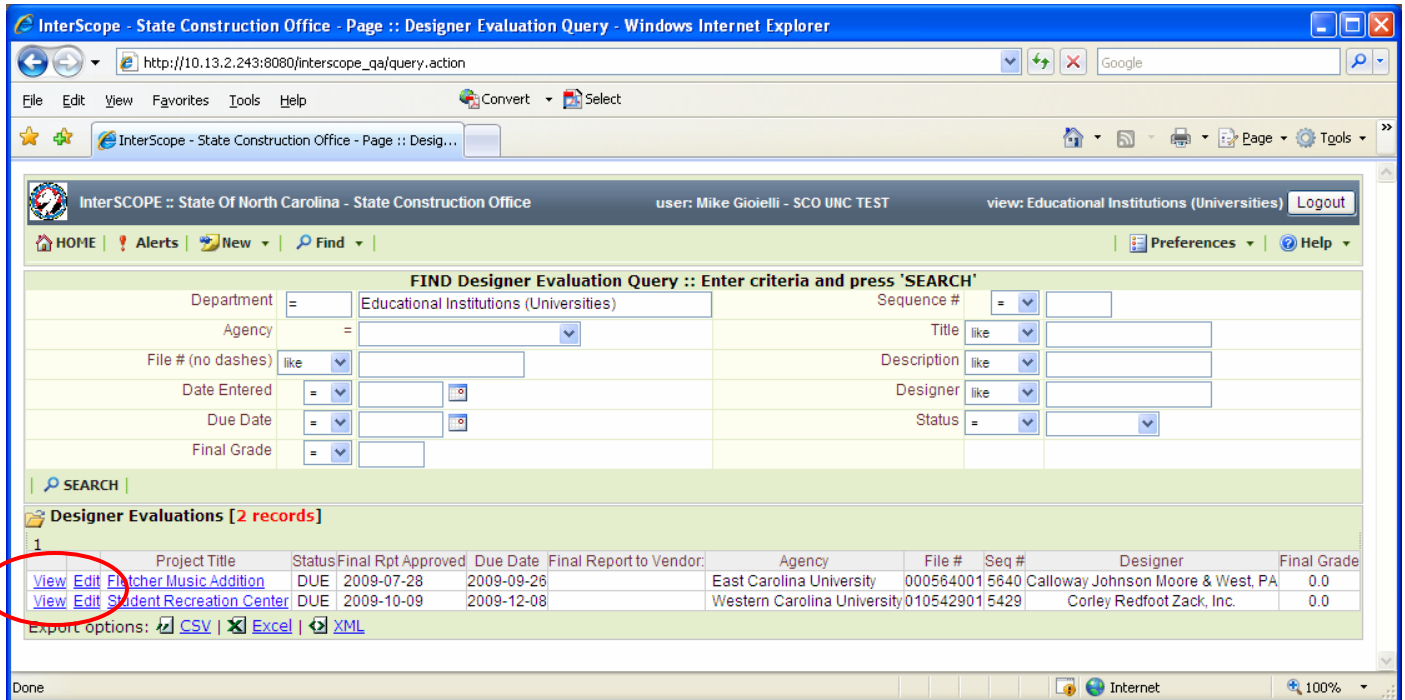 InterScope - State Construction Office - Page :: Designer Evaluation Query - Windows Internet Explorer
http://10.13.2.243:8080/interscope_qa/query.action Google
File Edit View Favorites Tools Help Convert Select
InterScope - State Construction Office - Page :: Desig... Page Tools »
InterSCOPE :: State Of North Carolina - State Construction Office user: Mike Gioielli - SCO UNC TEST view: Educational Institutions (Universities) Logout
HOME | Alerts | New | Find | | Preferences | Help
FIND Designer Evaluation Query :: Enter criteria and press 'SEARCH'
Department = Educational Institutions (Universities) Sequence # =
Agency = Title like
File # (no dashes) like Description like
Date Entered = Designer like
Due Date = Status =
Final Grade =
| SEARCH |
Designer Evaluations [2 records]
1
Project Title Status Final Rpt Approved Due Date Final Report to Vendor: Agency File # Seq # Designer Final Grade
View Edit Fletcher Music Addition DUE 2009-07-28 2009-09-26 East Carolina University 000564001 5640 Calloway Johnson Moore & West, PA 0.0
View Edit Student Recreation Center DUE 2009-10-09 2009-12-08 Western Carolina University 010542901 5429 Corley Redfoot Zack, Inc. 0.0
Export options: CSV | Excel | XML
Done Internet 100%